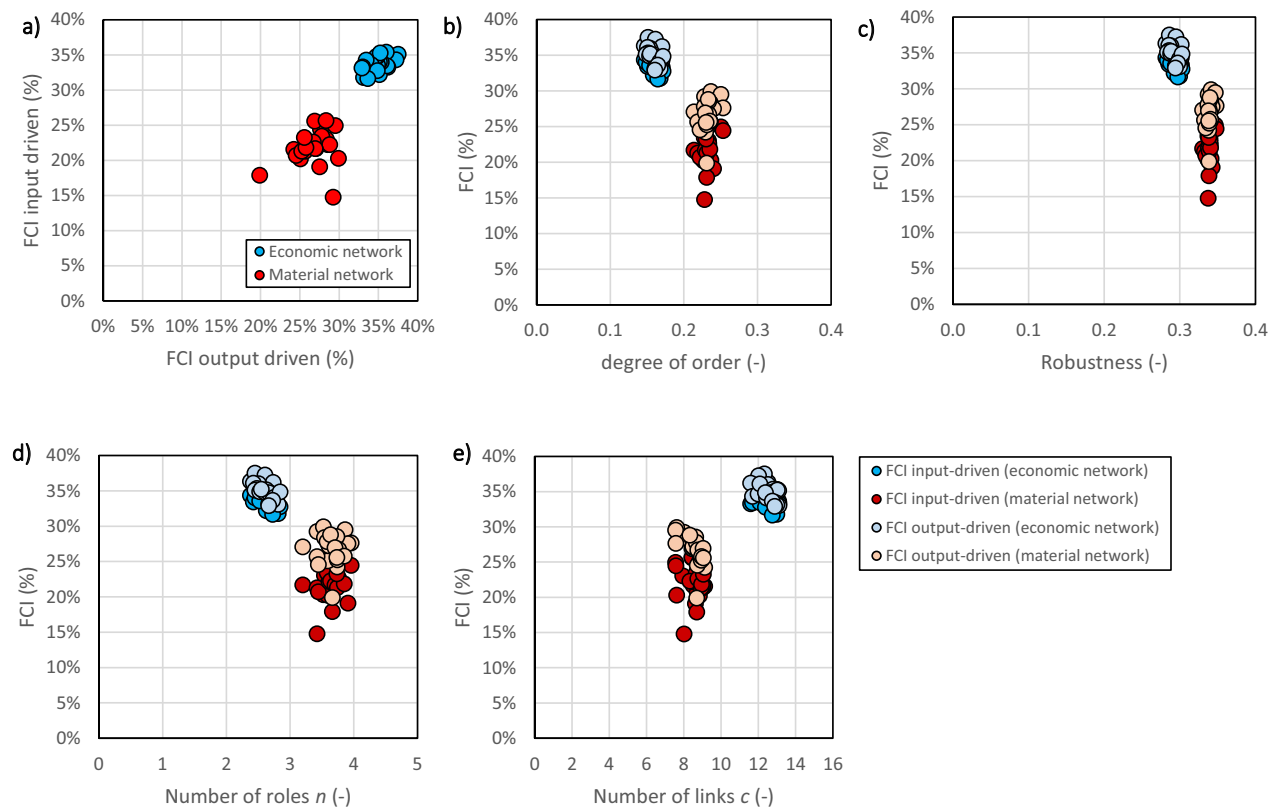 a)
FCI input driven (%)
40%
35%
30%
25%
20%
15%
10%
5%
0%
Economic network
Material network
0% 5% 10% 15% 20% 25% 30% 35% 40%
FCI output driven (%)
b)
FCI (%)
40%
35%
30%
25%
20%
15%
10%
5%
0%
0.0 0.1 0.2 0.3 0.4
degree of order (-)
c)
FCI (%)
40%
35%
30%
25%
20%
15%
10%
5%
0%
0.0 0.1 0.2 0.3 0.4
Robustness (-)
d)
FCI (%)
40%
35%
30%
25%
20%
15%
10%
5%
0%
0 1 2 3 4 5
Number of roles n (-)
e)
FCI (%)
40%
35%
30%
25%
20%
15%
10%
5%
0%
0 2 4 6 8 10 12 14 16
Number of links c (-)
FCI input-driven (economic network)
FCI input-driven (material network)
FCI output-driven (economic network)
FCI output-driven (material network)